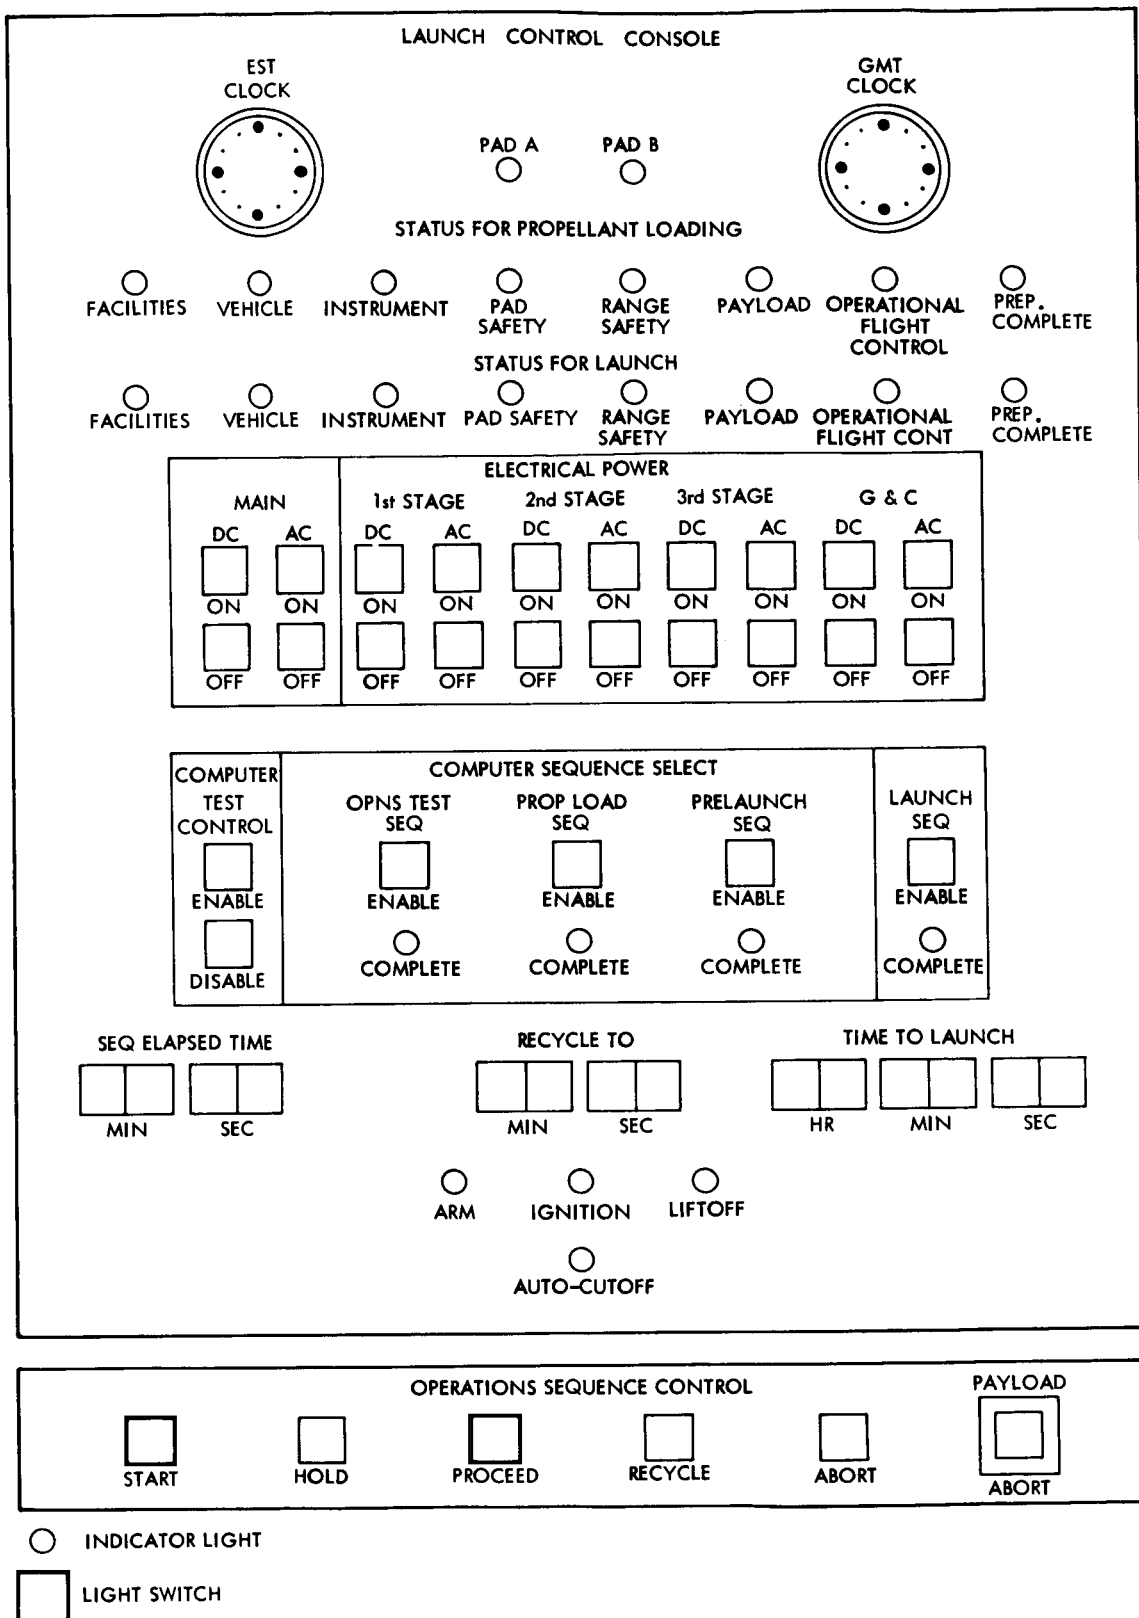 LAUNCH CONTROL CONSOLE
EST
CLOCK
GMT
CLOCK
PAD A PAD B
STATUS FOR PROPELLANT LOADING
FACILITIES VEHICLE INSTRUMENT PAD SAFETY RANGE SAFETY PAYLOAD OPERATIONAL FLIGHT CONTROL PREP. COMPLETE
STATUS FOR LAUNCH
FACILITIES VEHICLE INSTRUMENT PAD SAFETY RANGE SAFETY PAYLOAD OPERATIONAL FLIGHT CONT PREP. COMPLETE
ELECTRICAL POWER
MAIN 1st STAGE 2nd STAGE 3rd STAGE G & C
DC AC DC AC DC AC DC AC DC AC
ON ON ON ON ON ON ON ON ON ON
OFF OFF OFF OFF OFF OFF OFF OFF OFF OFF
COMPUTER
TEST
CONTROL
ENABLE
DISABLE
COMPUTER SEQUENCE SELECT
OPNS TEST SEQ PROP LOAD SEQ PRELAUNCH SEQ
ENABLE ENABLE ENABLE
COMPLETE COMPLETE COMPLETE
LAUNCH
SEQ
ENABLE
COMPLETE
SEQ ELAPSED TIME RECYCLE TO TIME TO LAUNCH
MIN SEC MIN SEC HR MIN SEC
ARM IGNITION LIFTOFF
AUTO-CUTOFF
OPERATIONS SEQUENCE CONTROL
PAYLOAD
START HOLD PROCEED RECYCLE ABORT ABORT
INDICATOR LIGHT
LIGHT SWITCH